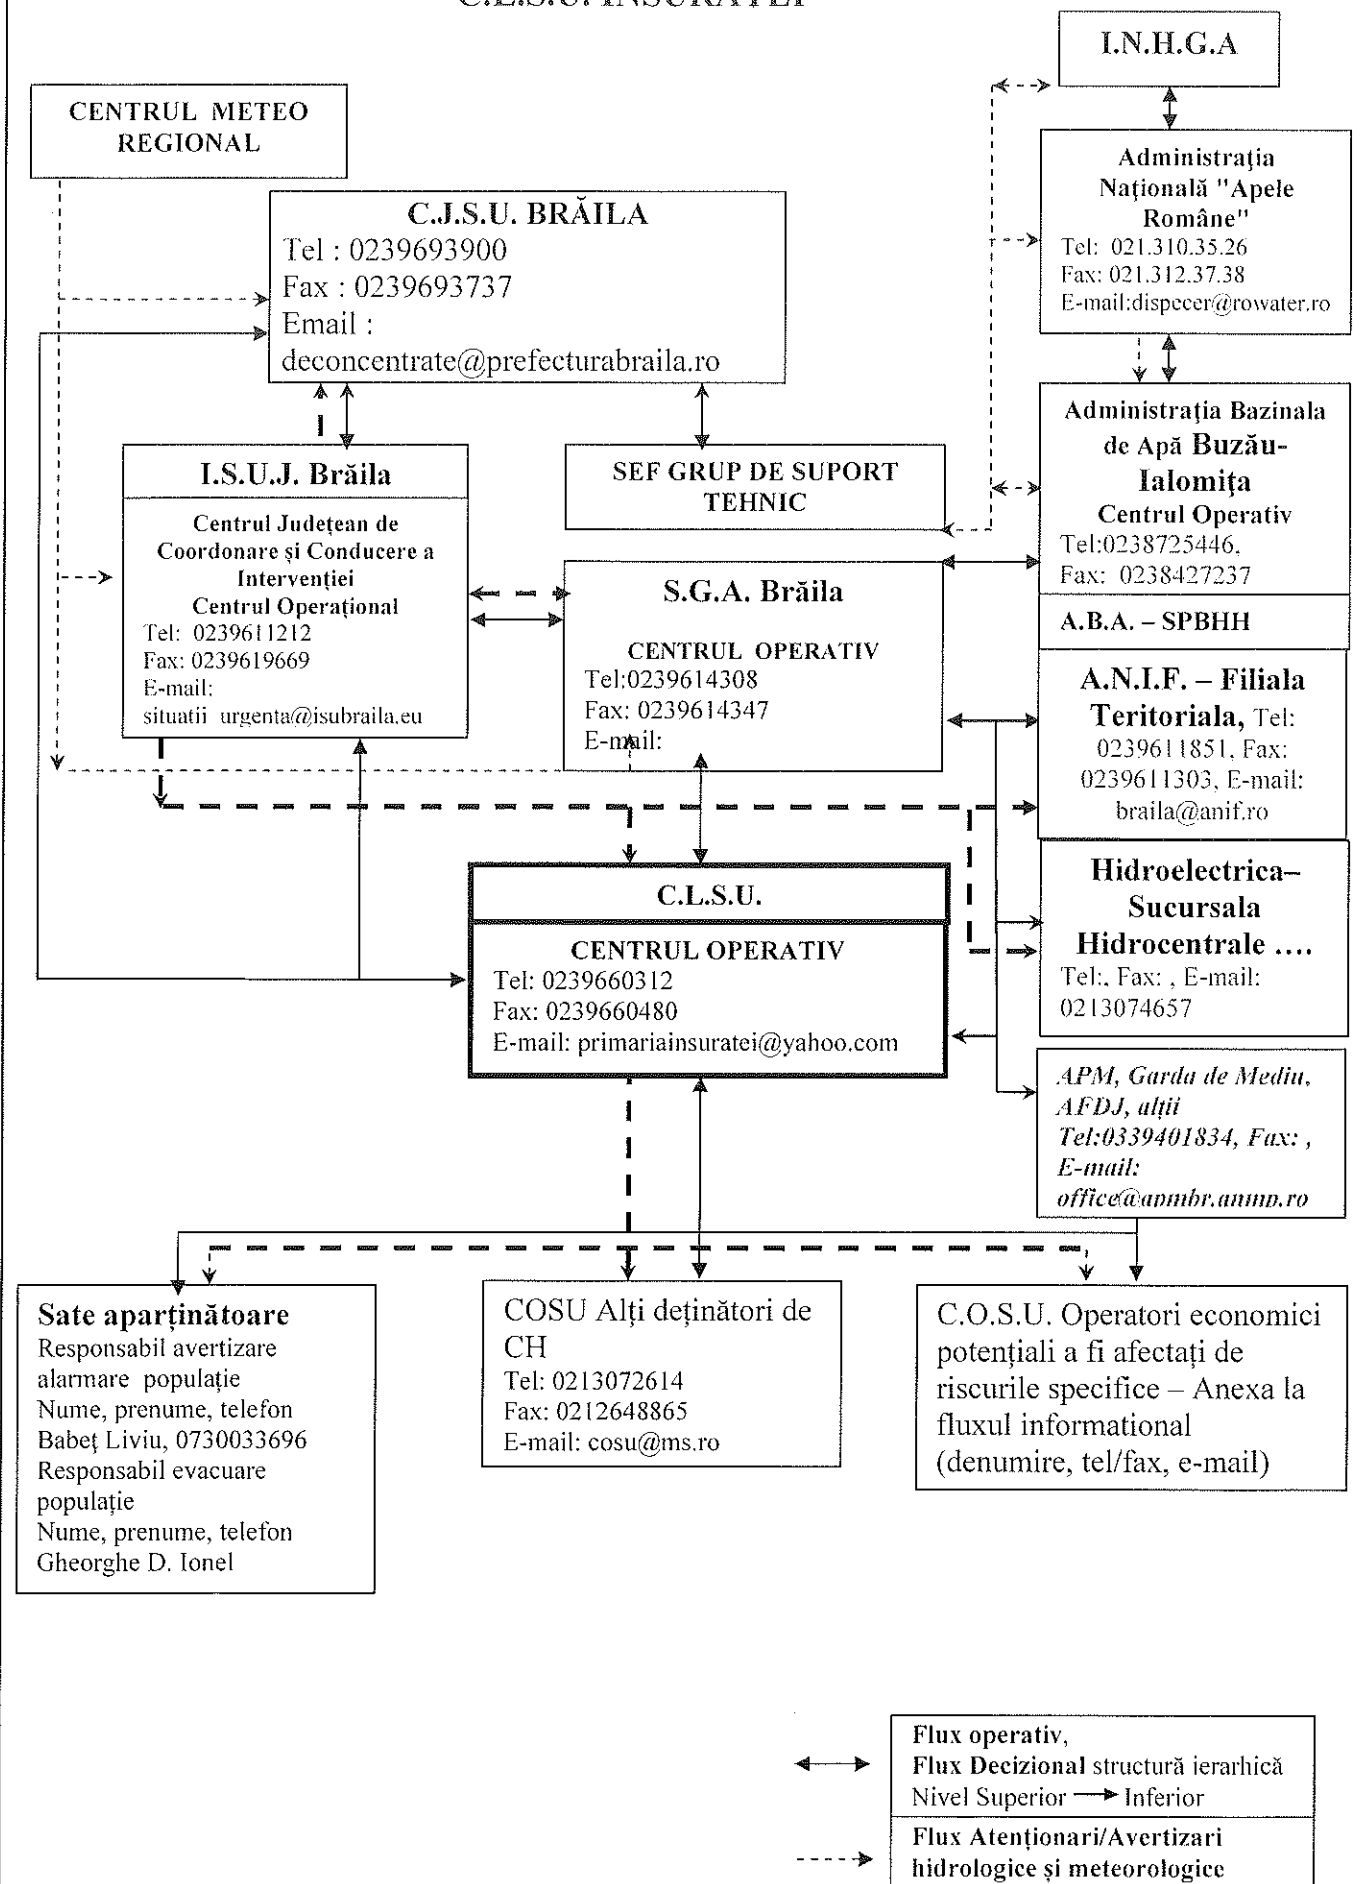 C.L.S.U. INSURATEI
I.N.H.G.A
CENTRUL METEO
REGIONAL
Administraţia
Naţională "Apele
Române"
Tel: 021.310.35.26
Fax: 021.312.37.38
E-mail:dispecer@rowater.ro
C.J.S.U. BRĂILA
Tel : 0239693900
Fax : 0239693737
Email :
deconcentrate@prefecturabraila.ro
Administraţia Bazinala
de Apă Buzău-
Ialomiţa
Centrul Operativ
Tel:0238725446,
Fax: 0238427237
A.B.A. – SPBHH
I.S.U.J. Brăila
Centrul Județean de
Coordonare și Conducere a
Intervenției
Centrul Operațional
Tel: 0239611212
Fax: 0239619669
E-mail:
situatii urgenta@isubraila.eu
SEF GRUP DE SUPORT
TEHNIC
S.G.A. Brăila
CENTRUL OPERATIV
Tel:0239614308
Fax: 0239614347
E-mail:
A.N.I.F. – Filiala
Teritoriala, Tel:
0239611851, Fax:
0239611303, E-mail:
braila@anif.ro
C.L.S.U.
CENTRUL OPERATIV
Tel: 0239660312
Fax: 0239660480
E-mail: primariainsuratei@yahoo.com
Hidroelectrica–
Sucursala
Hidrocentrale ....
Tel:, Fax: , E-mail:
0213074657
APM, Garda de Mediu,
AFDJ, alții
Tel:0339401834, Fax: ,
E-mail:
office@apmbr.anmp.ro
Sate aparținătoare
Responsabil avertizare
alarmare populație
Nume, prenume, telefon
Babeț Liviu, 0730033696
Responsabil evacuare
populație
Nume, prenume, telefon
Gheorghe D. Ionel
COSU Alți deținători de
CH
Tel: 0213072614
Fax: 0212648865
E-mail: cosu@ms.ro
C.O.S.U. Operatori economici
potențiali a fi afectați de
riscurile specifice – Anexa la
fluxul informational
(denumire, tel/fax, e-mail)
Flux operativ,
Flux Decizional structură ierarhică
Nivel Superior → Inferior
Flux Atenționari/Avertizari
hidrologice și meteorologice